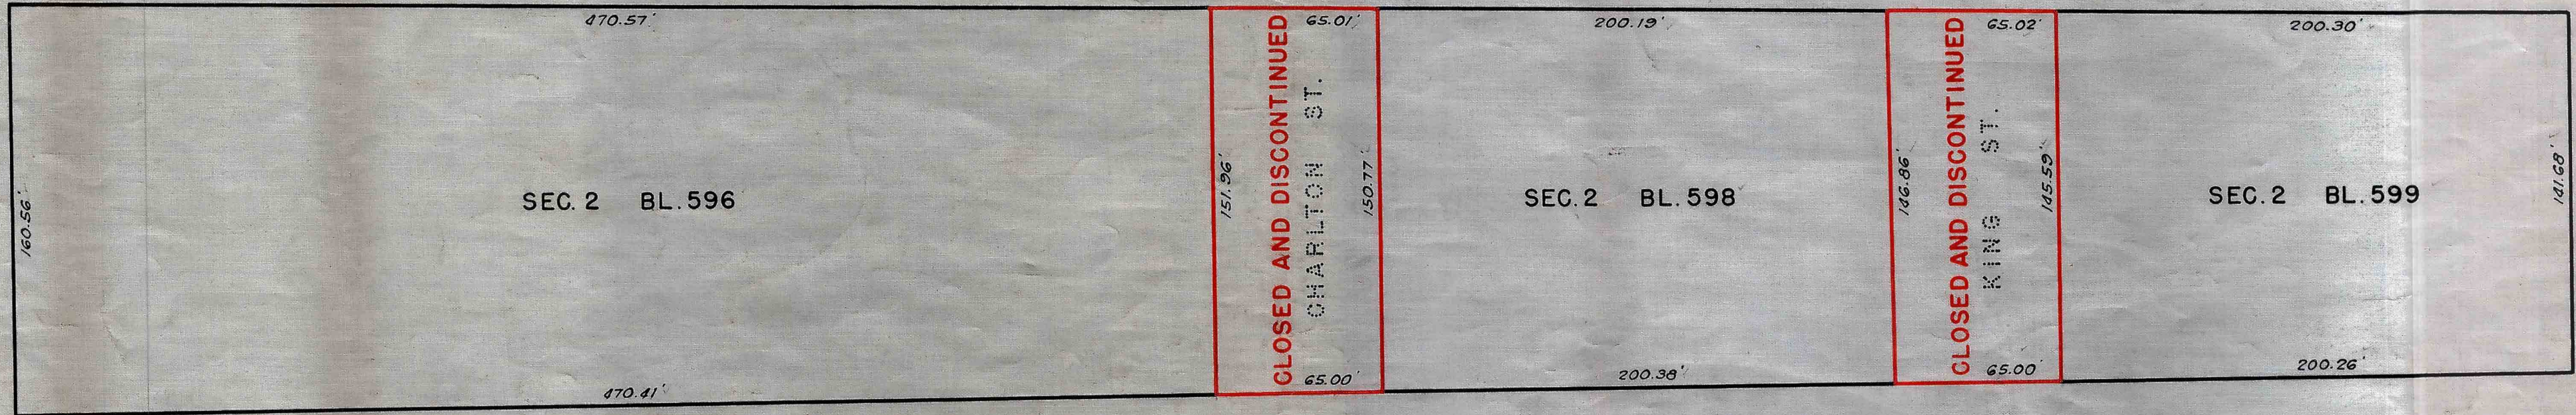 470.57'
65.01'
200.19'
65.02'
200.30'
160.56'
SEC. 2 BL. 596
151.96'
CLOSED AND DISCONTINUED
CHARLTON ST.
150.77'
SEC. 2 BL. 598
146.86'
CLOSED AND DISCONTINUED
KING ST.
145.59'
SEC. 2 BL. 599
141.68'
470.41'
65.00'
200.38'
65.00'
200.26'